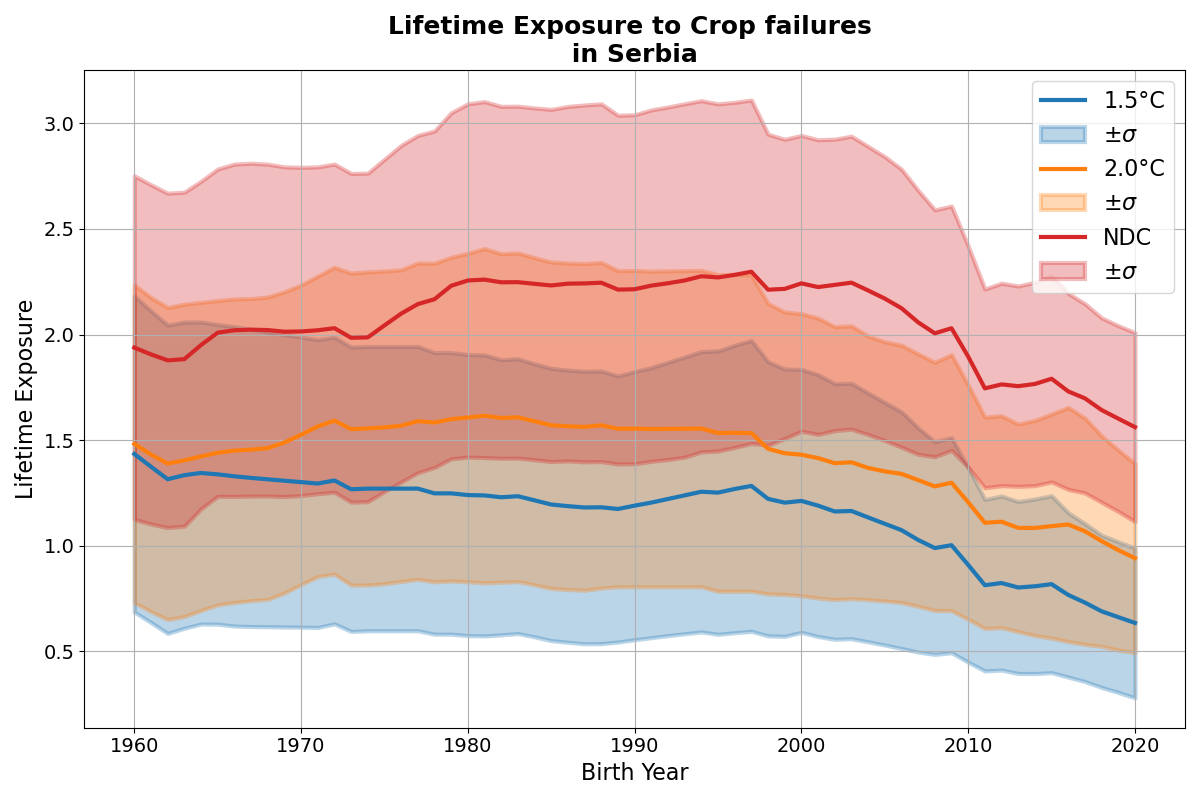 Lifetime Exposure to Crop failures
in Serbia
Lifetime Exposure
3.0
2.5
2.0
1.5
1.0
0.5
1.5°C
±σ
2.0°C
±σ
NDC
±σ
1960
1970
1980
1990
2000
2010
2020
Birth Year